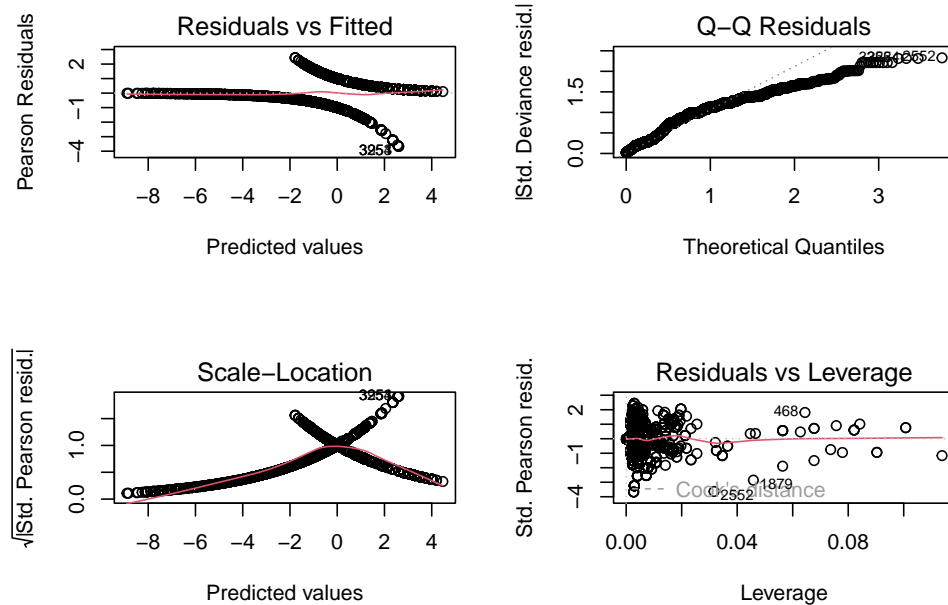 Residuals vs Fitted
Pearson Residuals
2
−1
−4
−8 −6 −4 −2 0 2 4
Predicted values
Q−Q Residuals
|Std. Deviance resid.|
1.5
0.0
2552
0 1 2 3
Theoretical Quantiles
Scale−Location
√|Std. Pearson resid.|
1.0
0.0
−8 −6 −4 −2 0 2 4
Predicted values
Residuals vs Leverage
Std. Pearson resid.
2
−1
−4
468
1879
2552
Cook's distance
0.00 0.04 0.08
Leverage